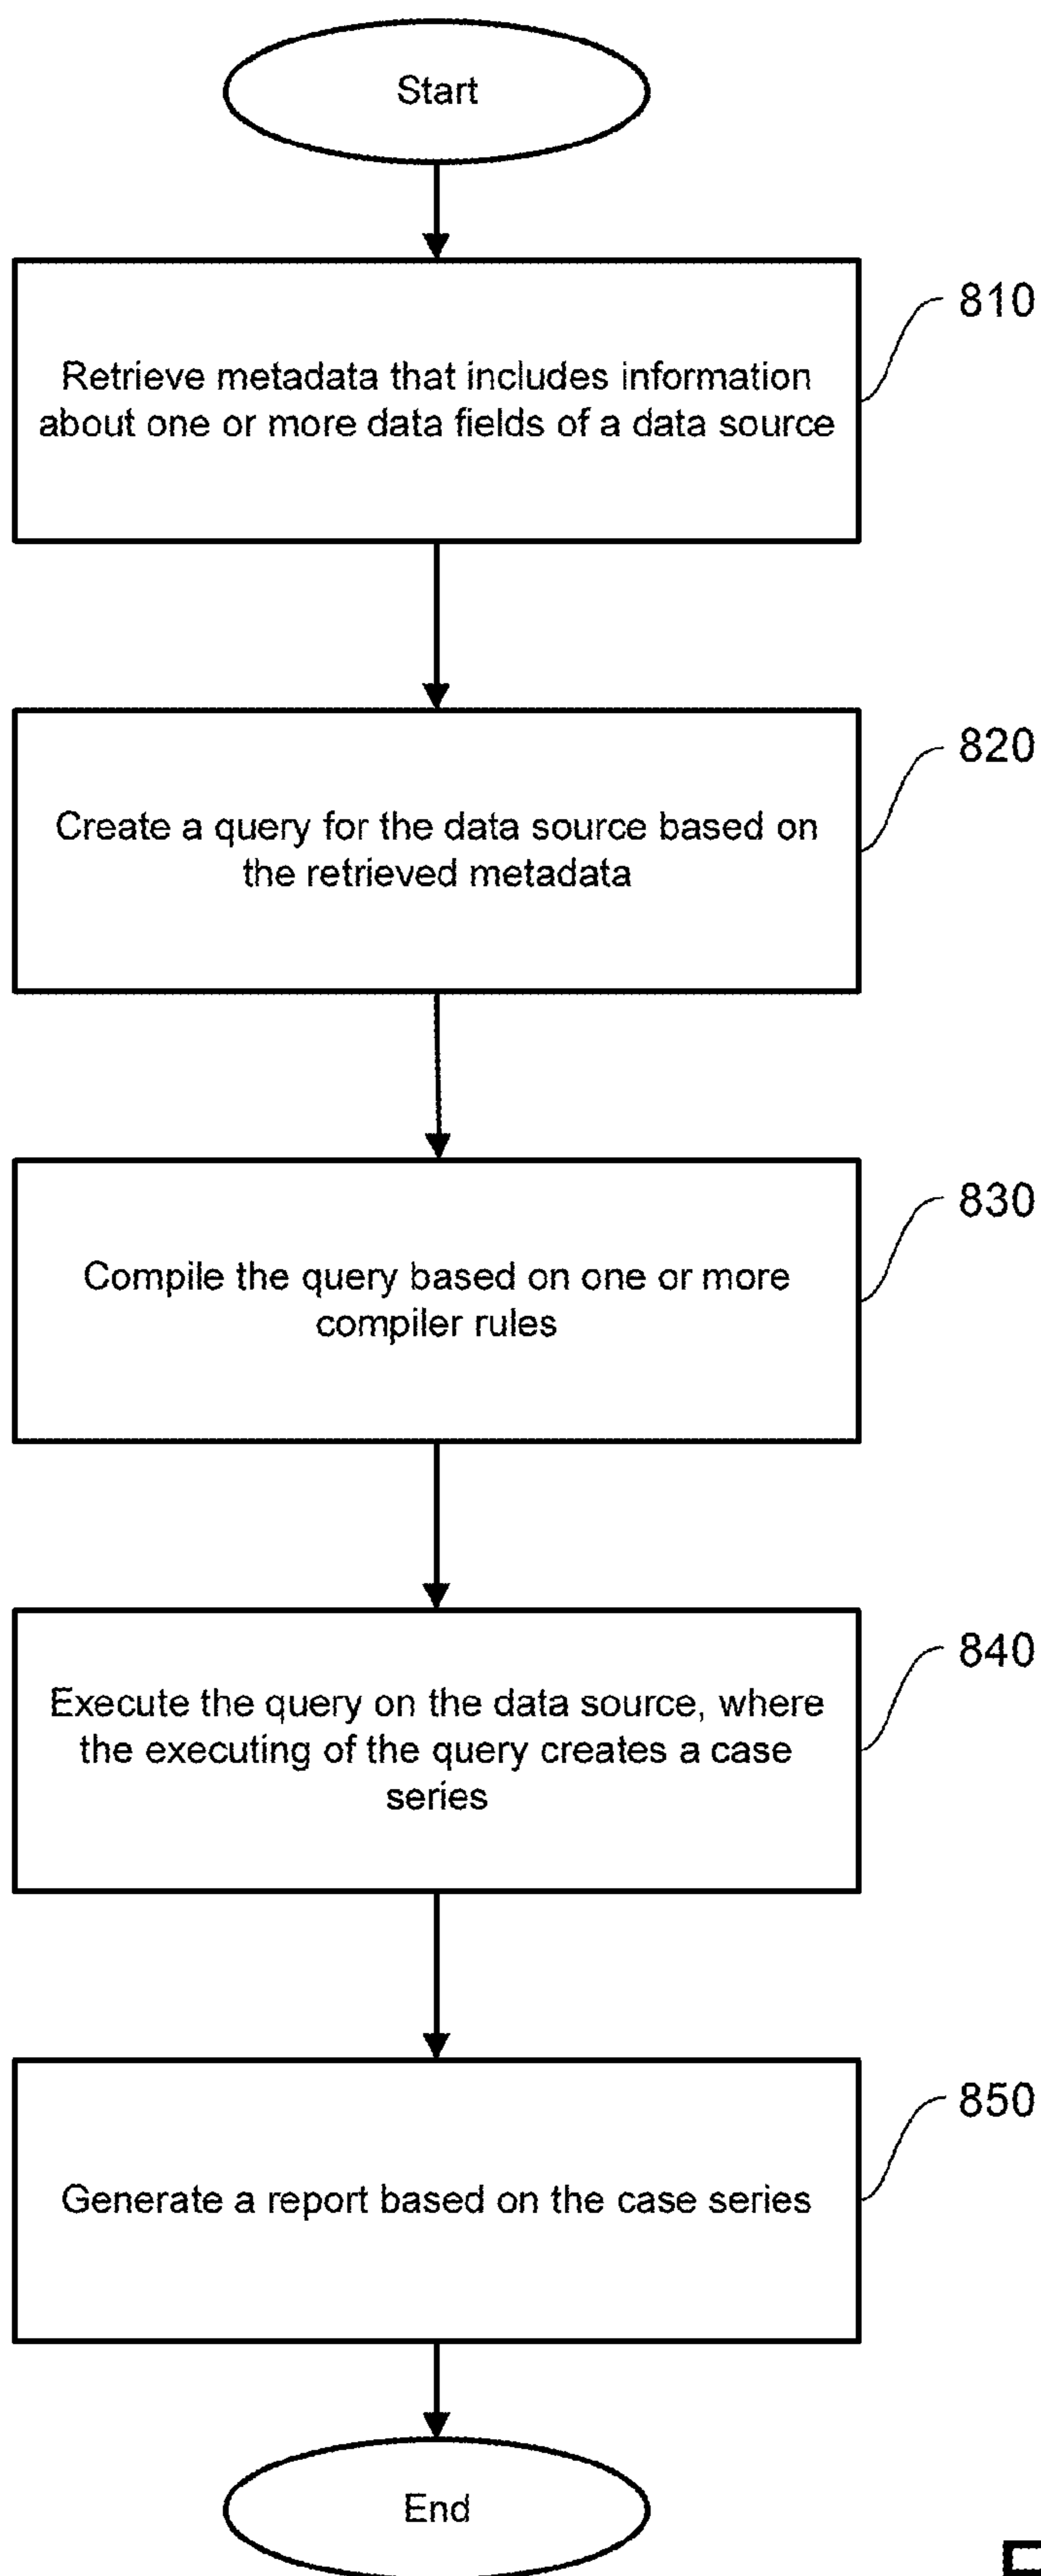 Start
810
Retrieve metadata that includes information
about one or more data fields of a data source
820
Create a query for the data source based on
the retrieved metadata
830
Compile the query based on one or more
compiler rules
840
Execute the query on the data source, where
the executing of the query creates a case
series
850
Generate a report based on the case series
End